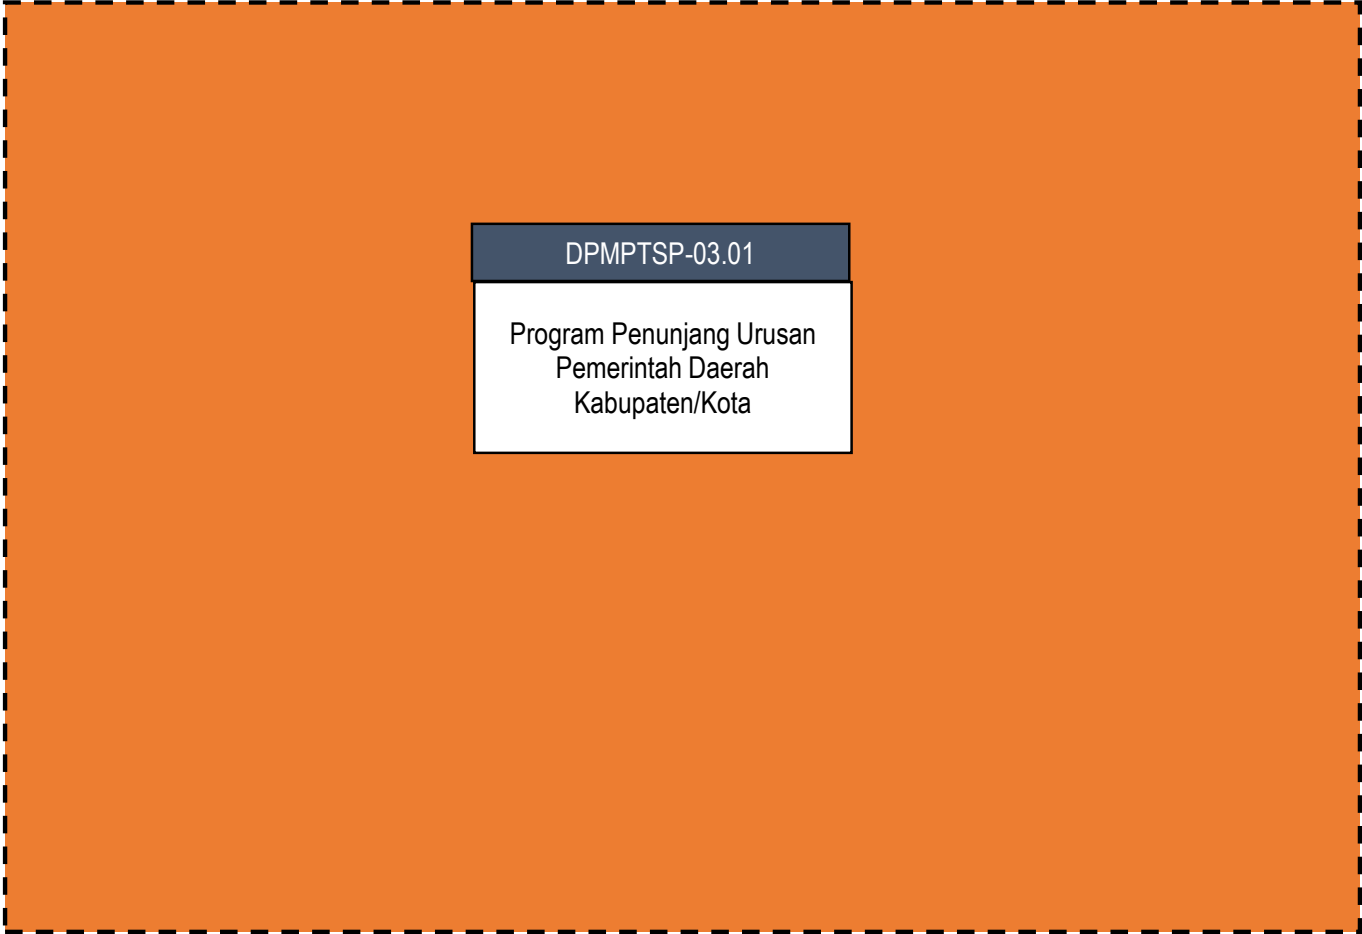 DPMPTSP-03.01
Program Penunjang Urusan
Pemerintah Daerah
Kabupaten/Kota